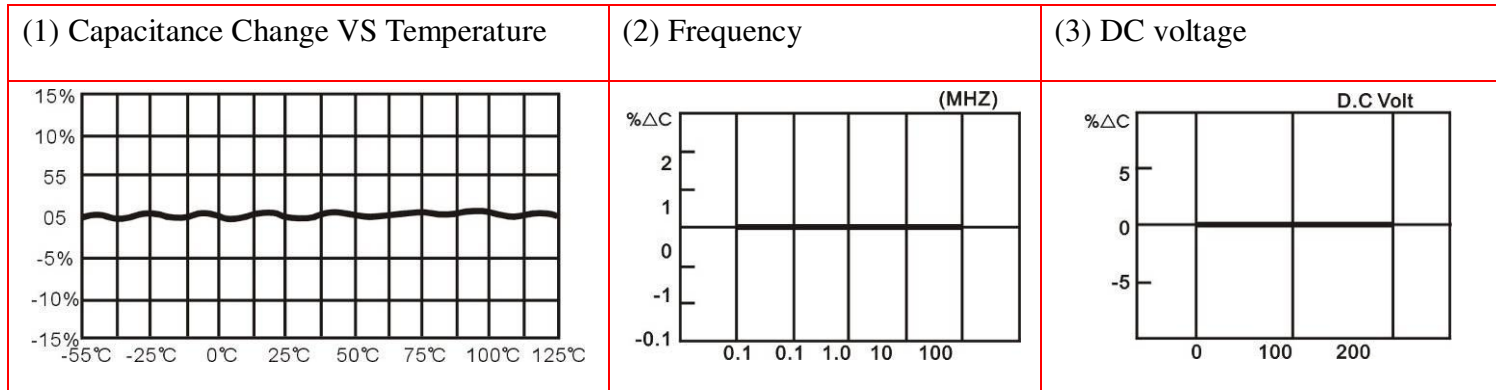 (1) Capacitance Change VS Temperature
(2) Frequency
(3) DC voltage
15%
10%
55
05
-5%
-10%
-15%
-55℃ -25℃ 0℃ 25℃ 50℃ 75℃ 100℃ 125℃
(MHZ)
%△C
2
1
0
-1
-0.1
0.1 0.1 1.0 10 100
D.C Volt
%△C
5
0
-5
0 100 200